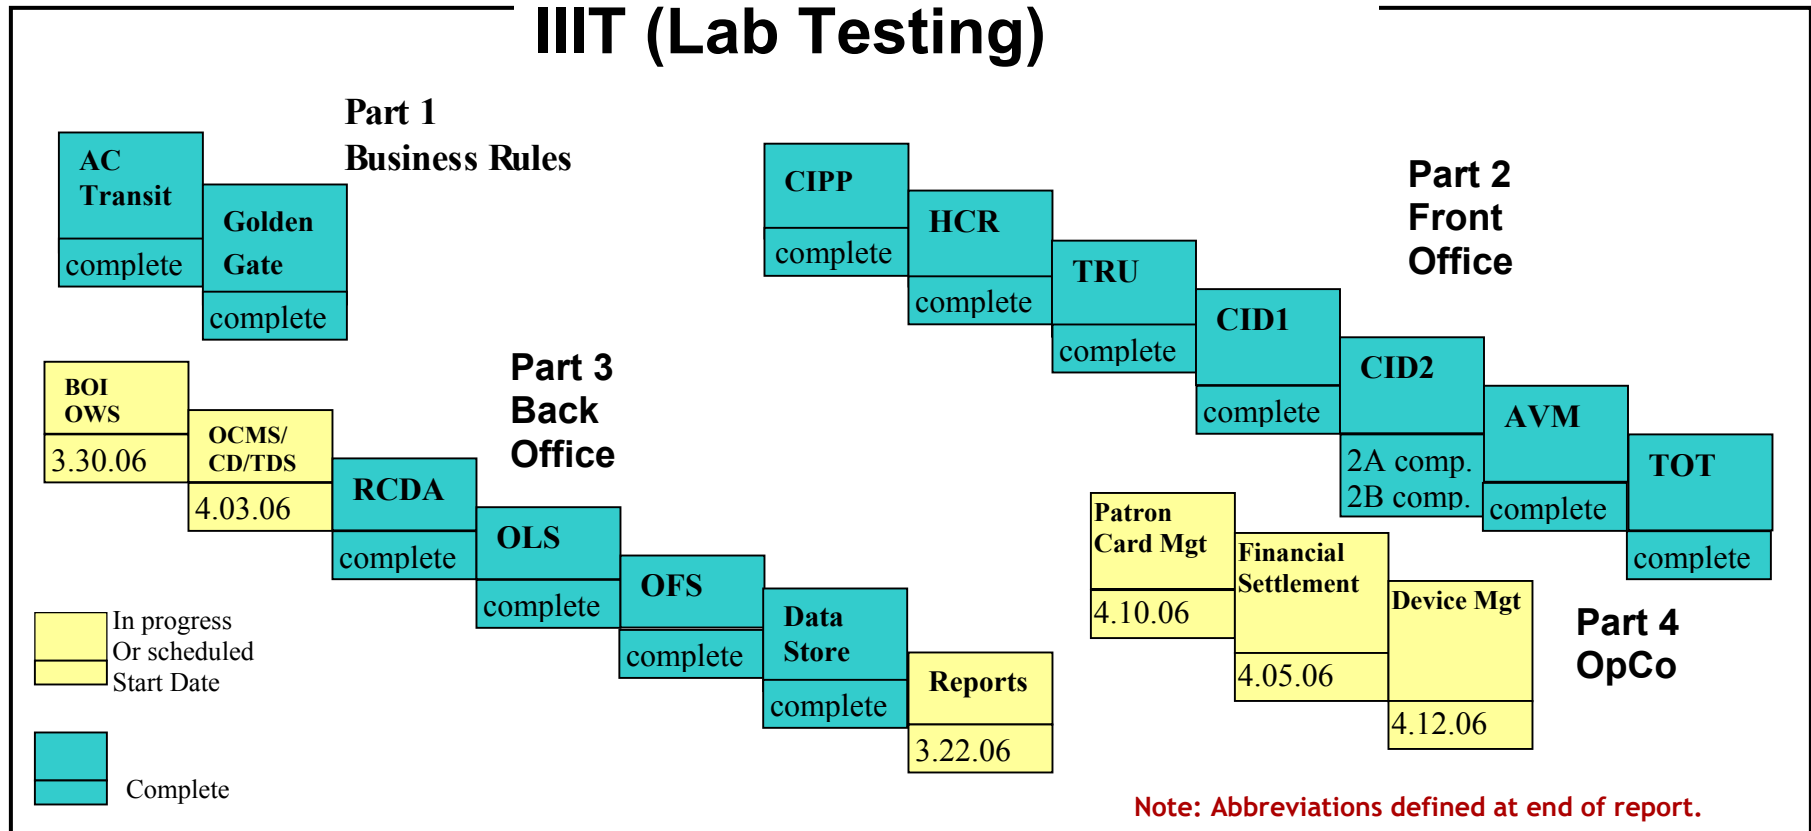 IIIT (Lab Testing)
Part 1
Business Rules
AC
Transit
complete
Golden
Gate
complete
CIPP
complete
HCR
complete
TRU
complete
CID1
complete
CID2
2A comp.
2B comp.
AVM
complete
TOT
complete
Part 2
Front
Office
BOI
OWS
3.30.06
OCMS/
CD/TDS
4.03.06
RCDA
complete
OLS
complete
OFS
complete
Data
Store
complete
Reports
3.22.06
Part 3
Back
Office
Patron
Card Mgt
4.10.06
Financial
Settlement
4.05.06
Device Mgt
4.12.06
Part 4
OpCo
In progress
Or scheduled
Start Date
Complete
Note: Abbreviations defined at end of report.